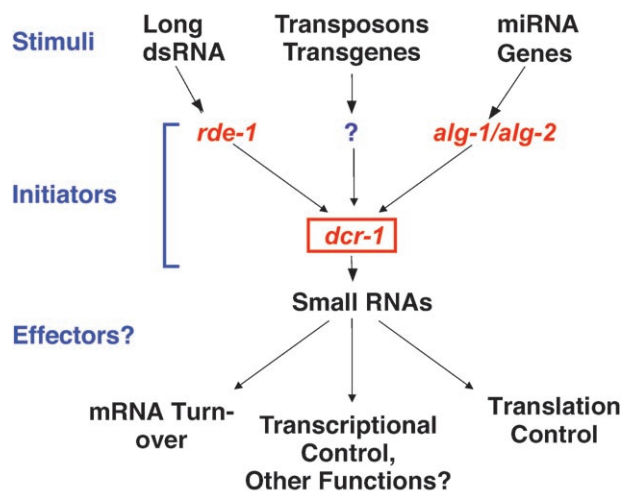 Stimuli
Long
dsRNA
Transposons
Transgenes
miRNA
Genes
Initiators
rde-1
?
alg-1/alg-2
dcr-1
Small RNAs
Effectors?
mRNA Turn-
over
Transcriptional
Control,
Other Functions?
Translation
Control